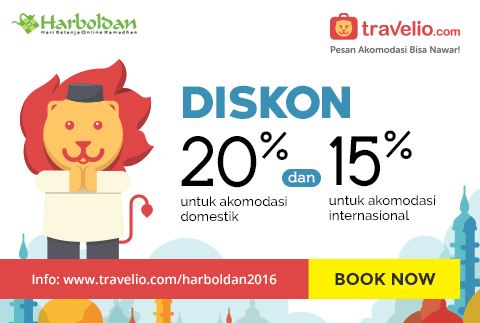 Harboldan
Hari Belanja Online Ramadhan
travelio.com
Pesan Akomodasi Bisa Nawar!
DISKON
20% dan 15%
untuk akomodasi domestik
untuk akomodasi internasional
Info: www.travelio.com/harboldan2016
BOOK NOW